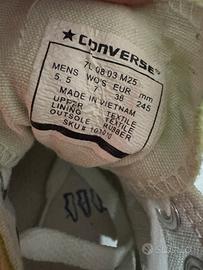 ★CONVERSE
7L 08 03 M25
MENS WO'S EUR mm
5.5 7 38 245
MADE IN VIETNAM
UPPER TEXTILE
LINING TEXTILE
OUTSOLE RUBBER
subito